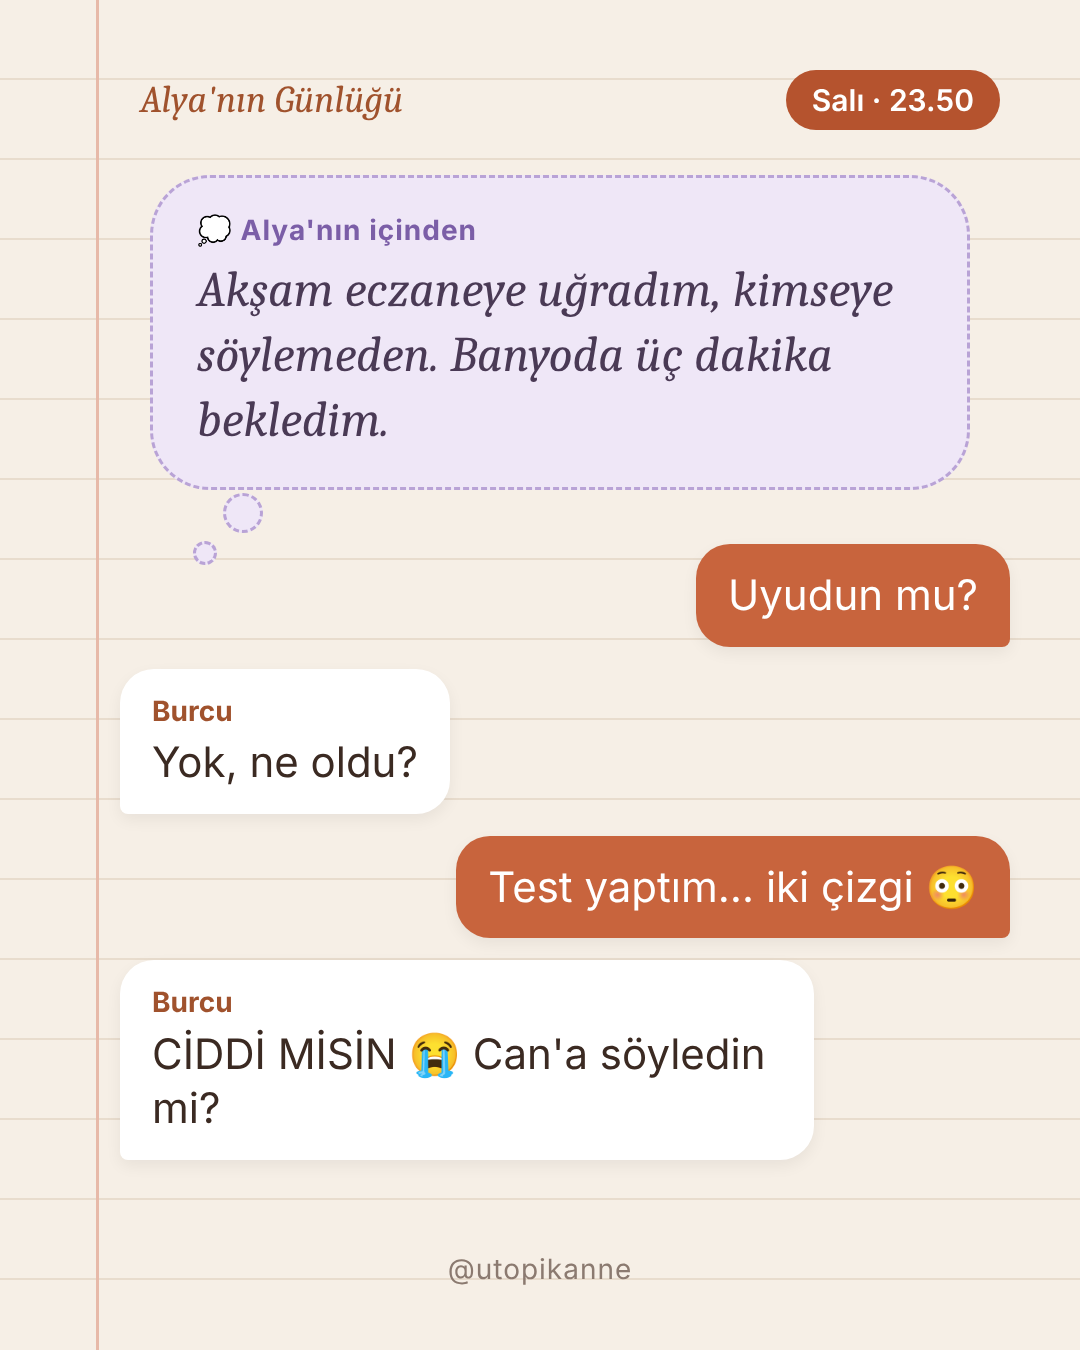 Alya'nın Günlüğü
Salı · 23.50
💭 Alya'nın içinden
Akşam eczaneye uğradım, kimseye
söylemeden. Banyoda üç dakika
bekledim.
Uyudun mu?
Burcu
Yok, ne oldu?
Test yaptım... iki çizgi 😳
Burcu
CİDDİ MİSİN 😭 Can'a söyledin
mi?
@utopikanne